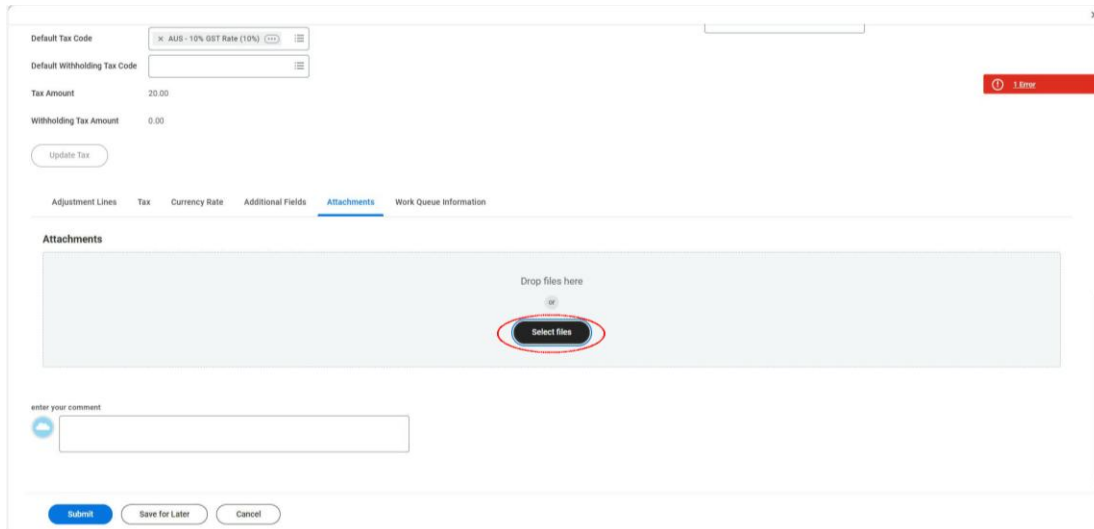 Default Tax Code
× AUS - 10% GST Rate (10%)
Default Withholding Tax Code
Tax Amount 20.00
1 Error
Withholding Tax Amount 0.00
Update Tax
Adjustment Lines Tax Currency Rate Additional Fields Attachments Work Queue Information
Attachments
Drop files here
or
Select files
enter your comment
Submit Save for Later Cancel